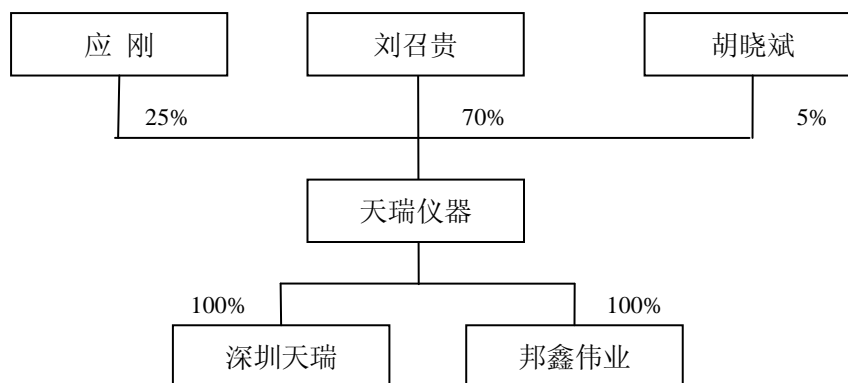 应 刚 刘召贵 胡晓斌
25% 70% 5%
天瑞仪器
100% 100%
深圳天瑞 邦鑫伟业